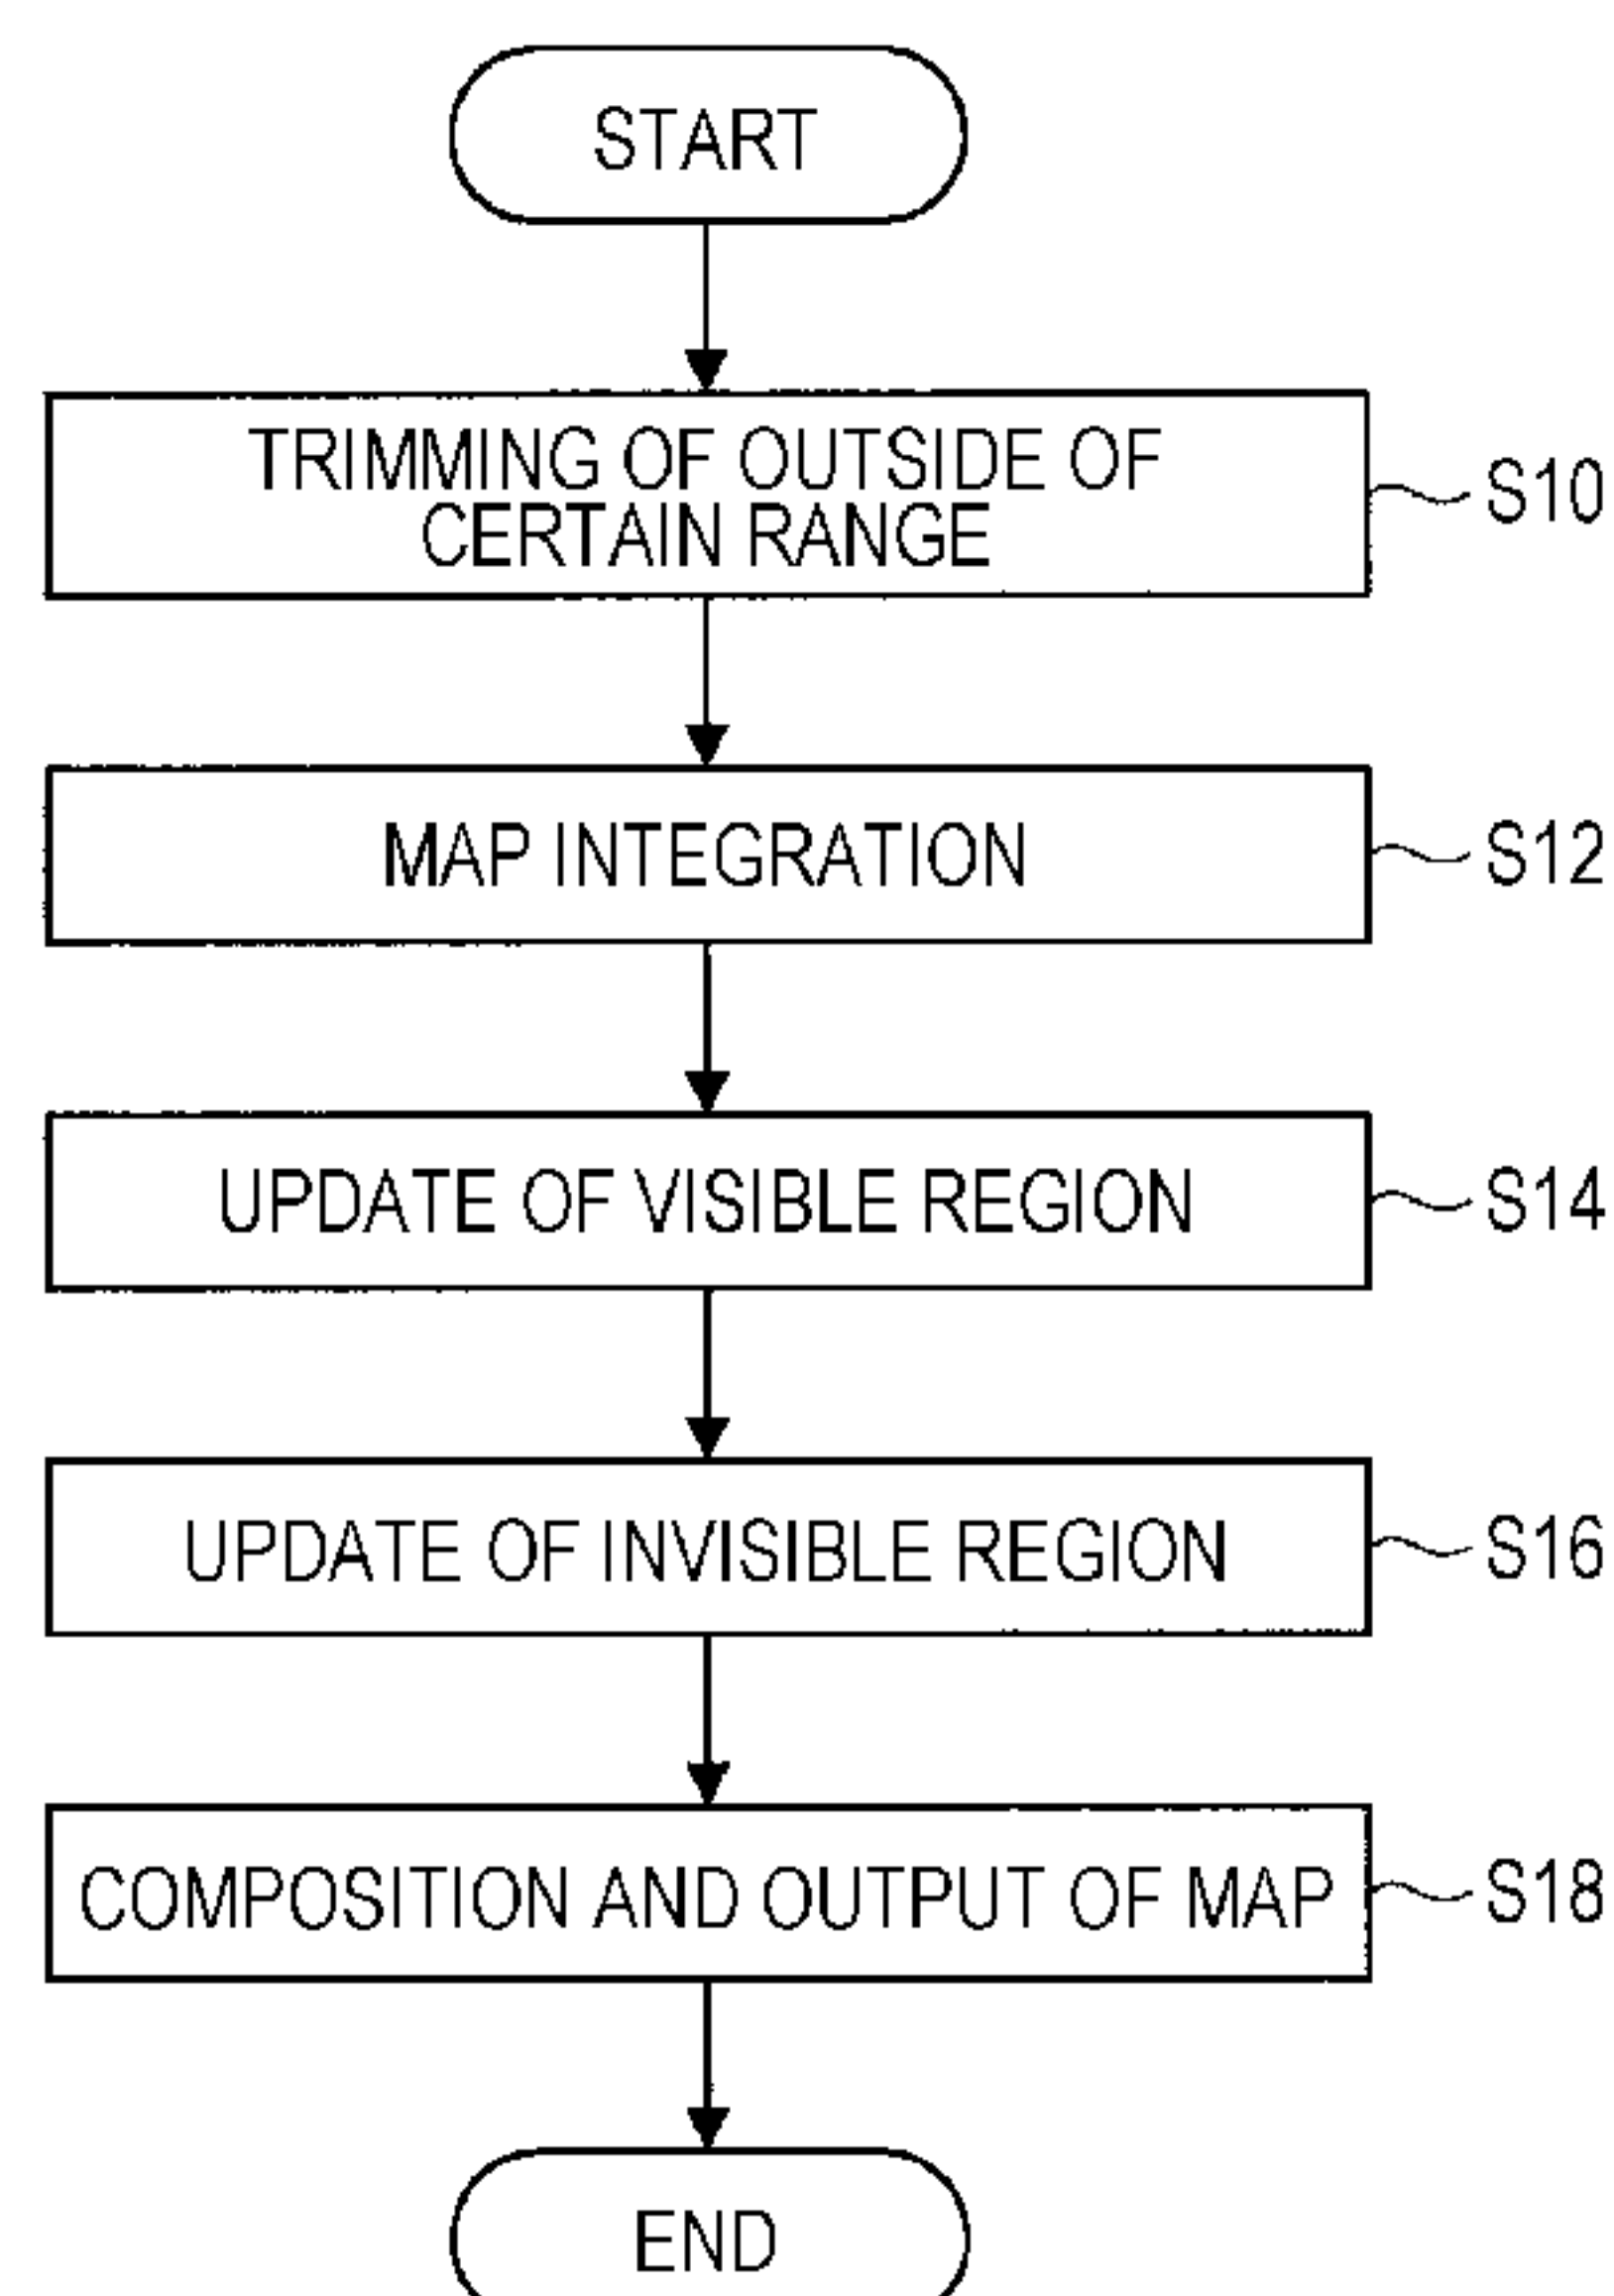 START
TRIMMING OF OUTSIDE OF
CERTAIN RANGE
S10
MAP INTEGRATION
S12
UPDATE OF VISIBLE REGION
S14
UPDATE OF INVISIBLE REGION
S16
COMPOSITION AND OUTPUT OF MAP
S18
END